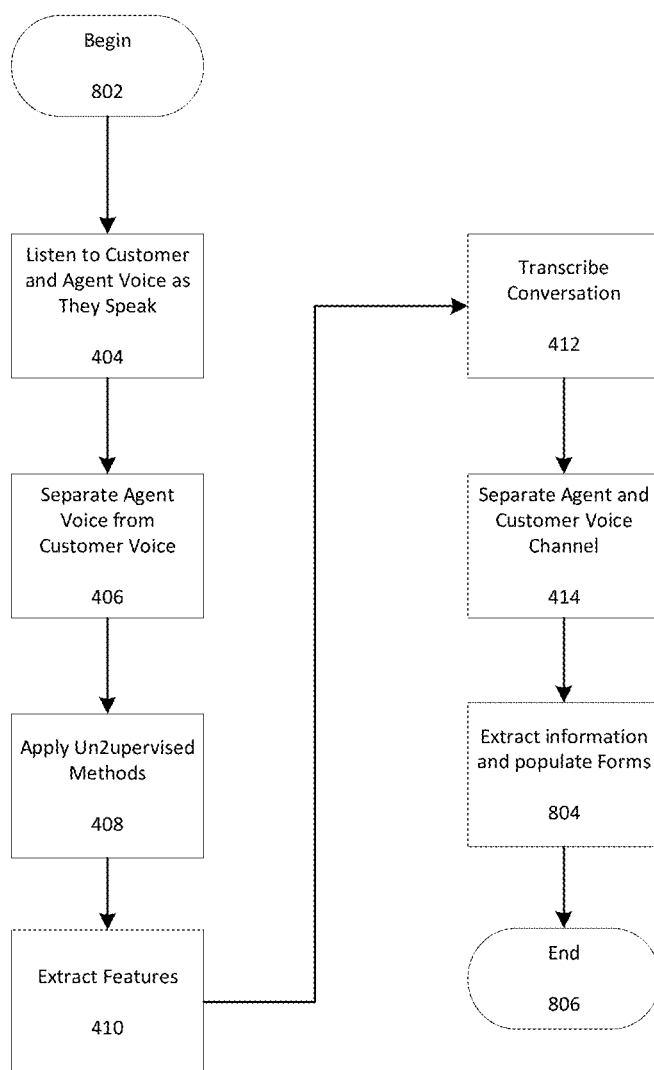 Begin
802
Listen to Customer
and Agent Voice as
They Speak
404
Separate Agent
Voice from
Customer Voice
406
Apply Un2upervised
Methods
408
Extract Features
410
Transcribe
Conversation
412
Separate Agent and
Customer Voice
Channel
414
Extract information
and populate Forms
804
End
806